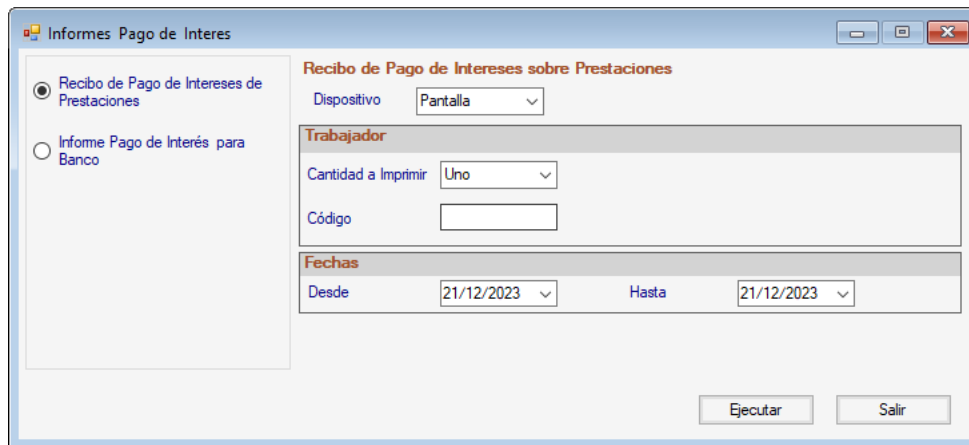 Informes Pago de Interes
Recibo de Pago de Intereses de
Prestaciones
Informe Pago de Interés para
Banco
Recibo de Pago de Intereses sobre Prestaciones
Dispositivo Pantalla
Trabajador
Cantidad a Imprimir Uno
Código
Fechas
Desde 21/12/2023 Hasta 21/12/2023
Ejecutar Salir